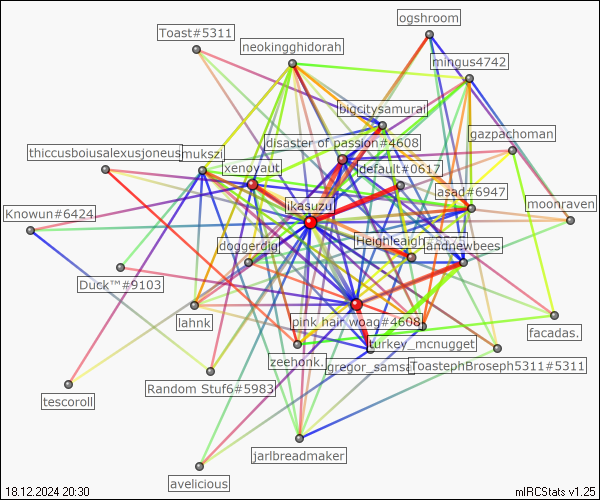 ogshroom
Toast#5311
neokingghidorah
mingus4742
bigcitysamurai
gazpachoman
disaster of passion#4608
thiccusboiusalexusjoneus
mukszi
xenoyaut
default#0617
asad#6947
ikasuzu
moonraven
Knowun#6424
doggerdig
Heighleigh
andnewbees
Duck™#9103
lahnk
pink hair woag#4608
facadas.
turkey_mcnugget
zeehonk.
gregor_samsa
ToastephBroseph5311#5311
Random Stuf6#5983
tescoroll
jarlbreadmaker
avelicious
18.12.2024 20:30
mIRCStats v1.25